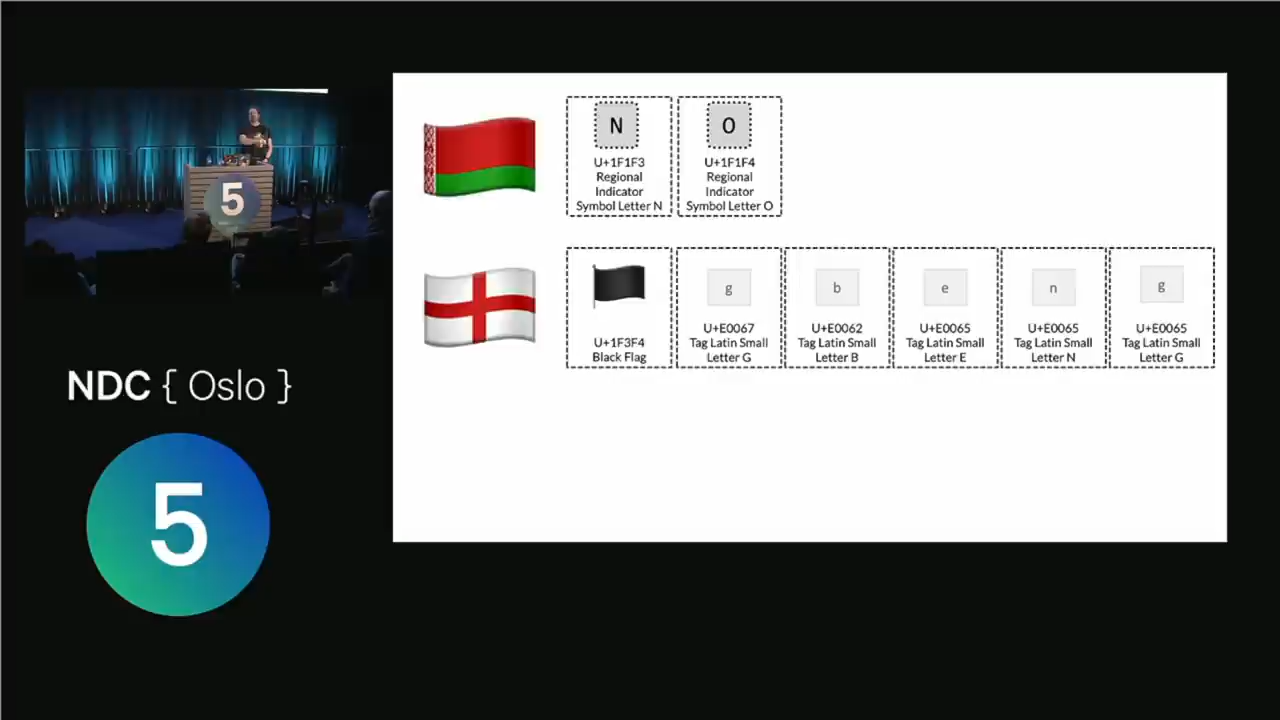 N
U+1F1F3
Regional
Indicator
Symbol Letter N
O
U+1F1F4
Regional
Indicator
Symbol Letter O
U+1F3F4
Black Flag
g
U+E0067
Tag Latin Small
Letter G
b
U+E0062
Tag Latin Small
Letter B
e
U+E0065
Tag Latin Small
Letter E
n
U+E0065
Tag Latin Small
Letter N
g
U+E0065
Tag Latin Small
Letter G
5
NDC { Oslo }
5